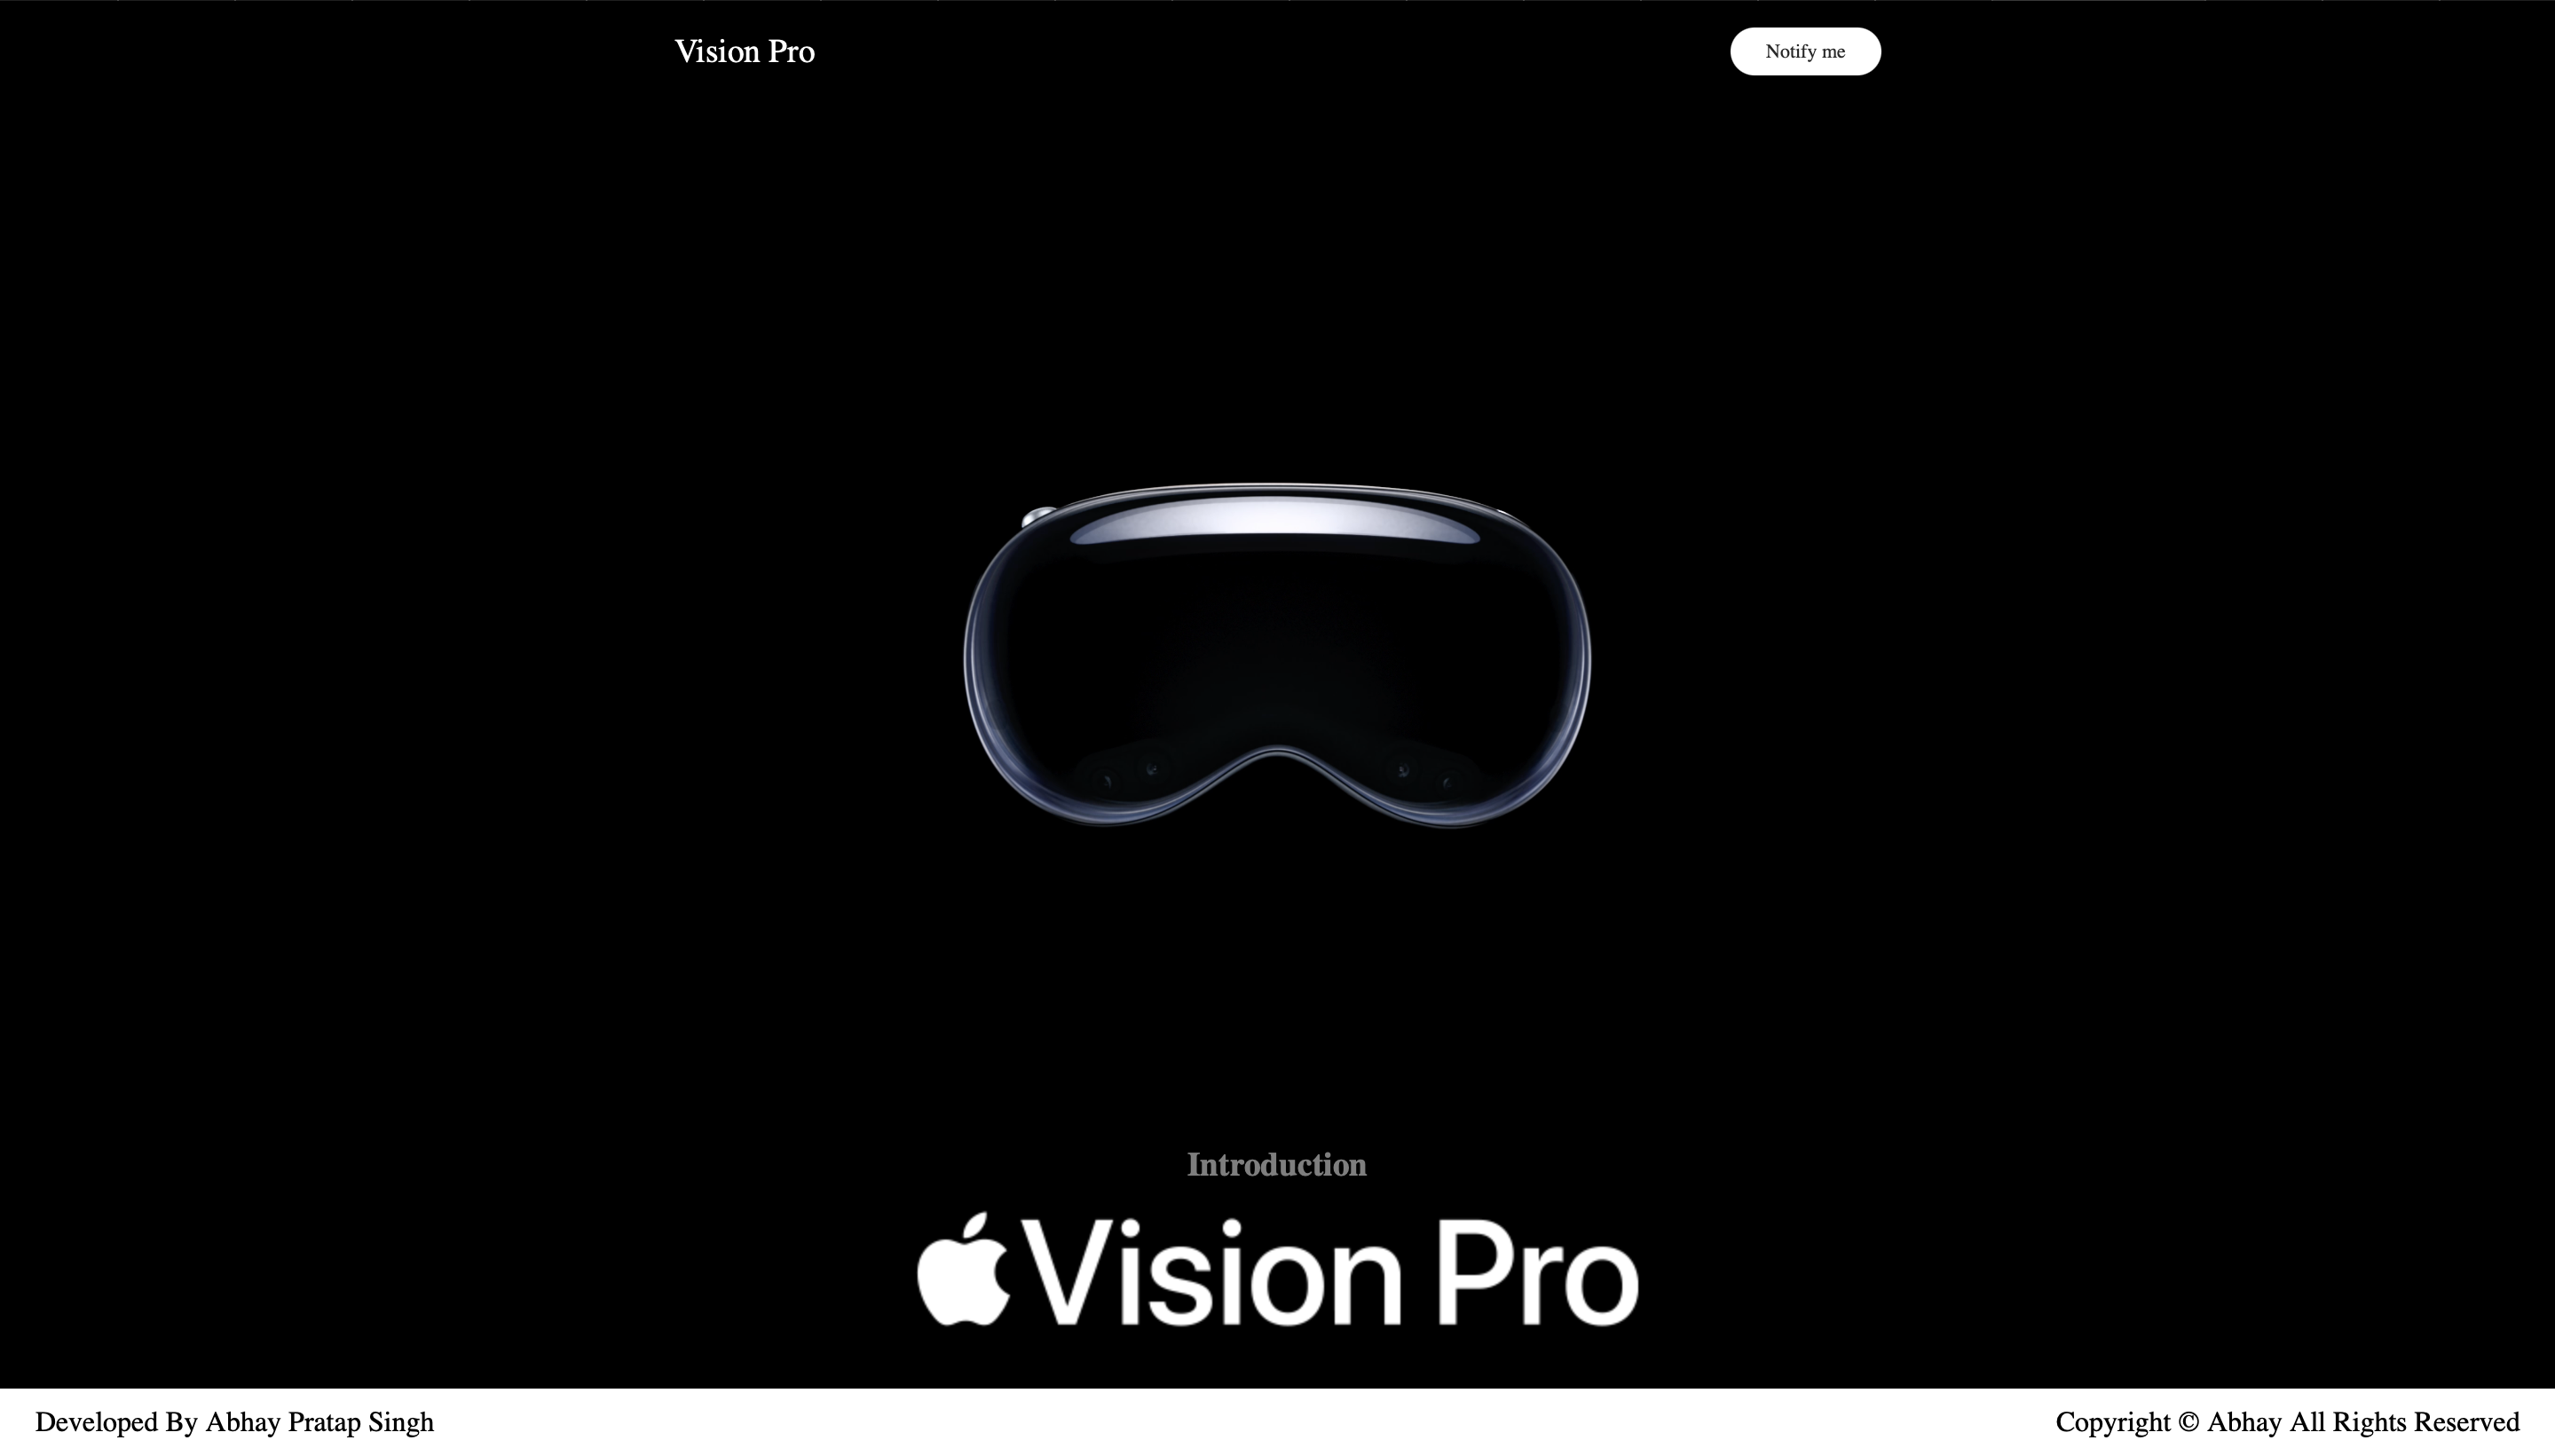 Vision Pro
Notify me
Introduction
Vision Pro
Developed By Abhay Pratap Singh
Copyright © Abhay All Rights Reserved